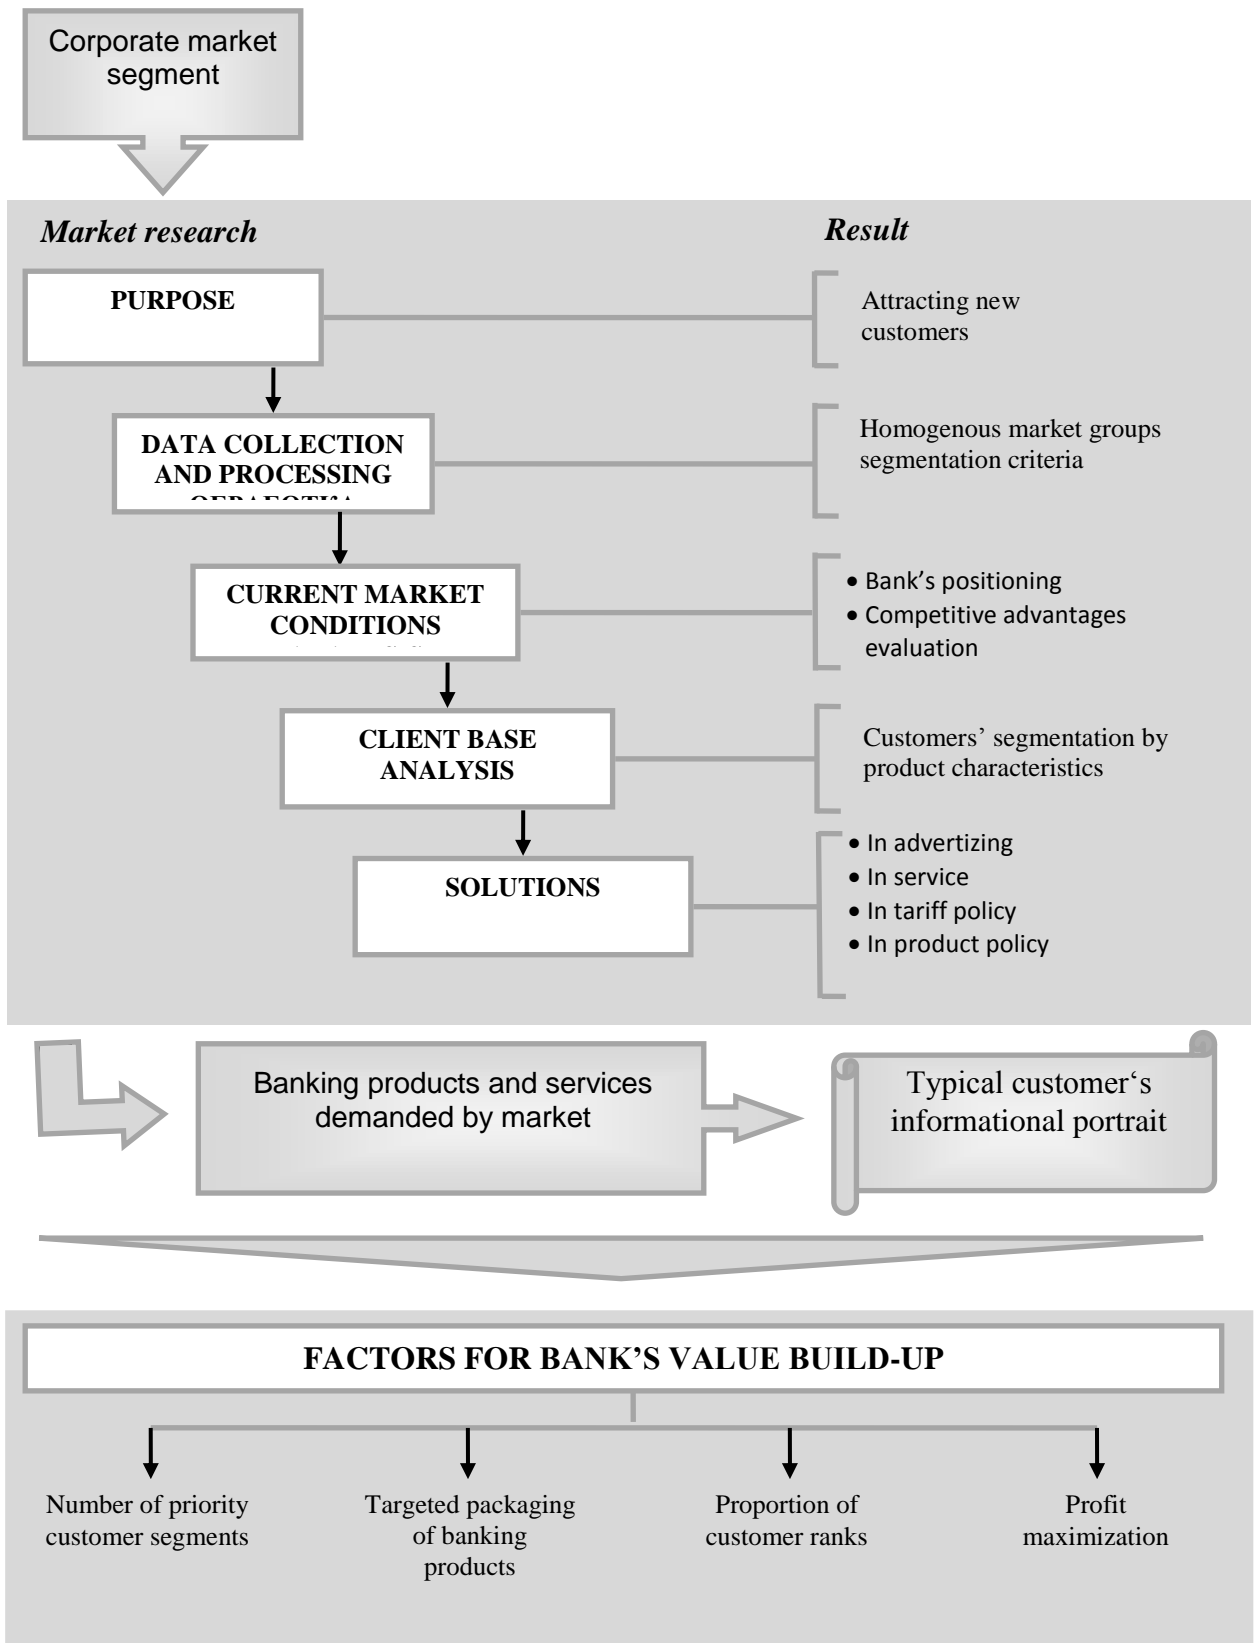 Corporate market
segment
Market research
Result
PURPOSE
Attracting new
customers
DATA COLLECTION
AND PROCESSING
Homogenous market groups
segmentation criteria
CURRENT MARKET
CONDITIONS
• Bank’s positioning
• Competitive advantages
evaluation
CLIENT BASE
ANALYSIS
Customers’ segmentation by
product characteristics
SOLUTIONS
• In advertizing
• In service
• In tariff policy
• In product policy
Banking products and services
demanded by market
Typical customer‘s
informational portrait
FACTORS FOR BANK’S VALUE BUILD-UP
Number of priority
customer segments
Targeted packaging
of banking
products
Proportion of
customer ranks
Profit
maximization